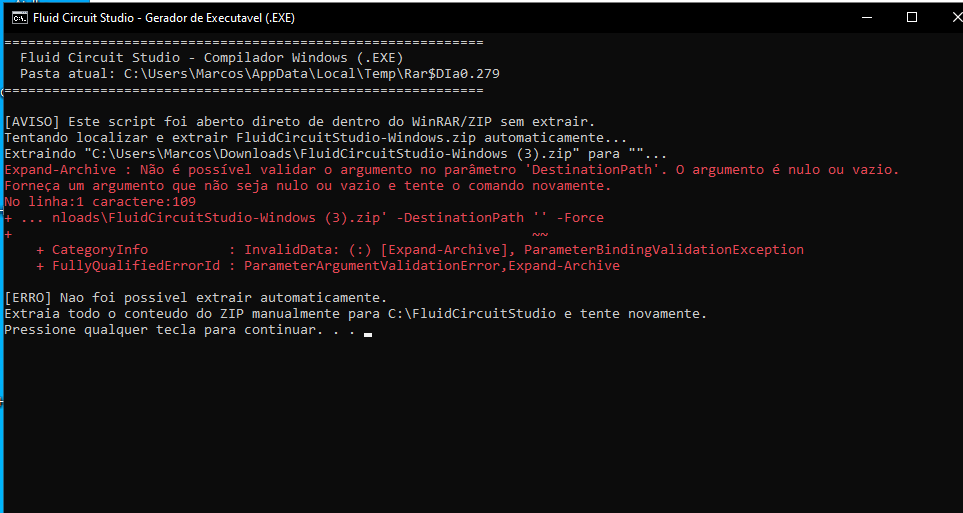 Fluid Circuit Studio - Gerador de Executavel (.EXE)
============================================================
Fluid Circuit Studio - Compilador Windows (.EXE)
Pasta atual: C:\Users\Marcos\AppData\Local\Temp\Rar$DIa0.279
============================================================
[AVISO] Este script foi aberto direto de dentro do WinRAR/ZIP sem extrair.
Tentando localizar e extrair FluidCircuitStudio-Windows.zip automaticamente...
Extraindo "C:\Users\Marcos\Downloads\FluidCircuitStudio-Windows (3).zip" para ""...
Expand-Archive : Não é possível validar o argumento no parâmetro 'DestinationPath'. O argumento é nulo ou vazio.
Forneça um argumento que não seja nulo ou vazio e tente o comando novamente.
No linha:1 caractere:109
+ ... nloads\FluidCircuitStudio-Windows (3).zip' -DestinationPath '' -Force
+                                                                 ~~
    + CategoryInfo          : InvalidData: (:) [Expand-Archive], ParameterBindingValidationException
    + FullyQualifiedErrorId : ParameterArgumentValidationError,Expand-Archive
[ERRO] Nao foi possivel extrair automaticamente.
Extraia todo o conteudo do ZIP manualmente para C:\FluidCircuitStudio e tente novamente.
Pressione qualquer tecla para continuar. . .